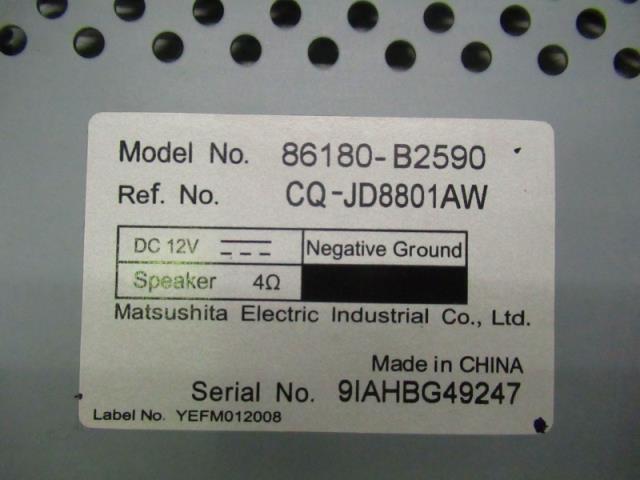 Model No. 86180-B2590
Ref. No. CQ-JD8801AW
DC 12V Negative Ground
Speaker 4Ω
Matsushita Electric Industrial Co., Ltd.
Made in CHINA
Serial No. 9IAHBG49247
Label No. YEFM012008